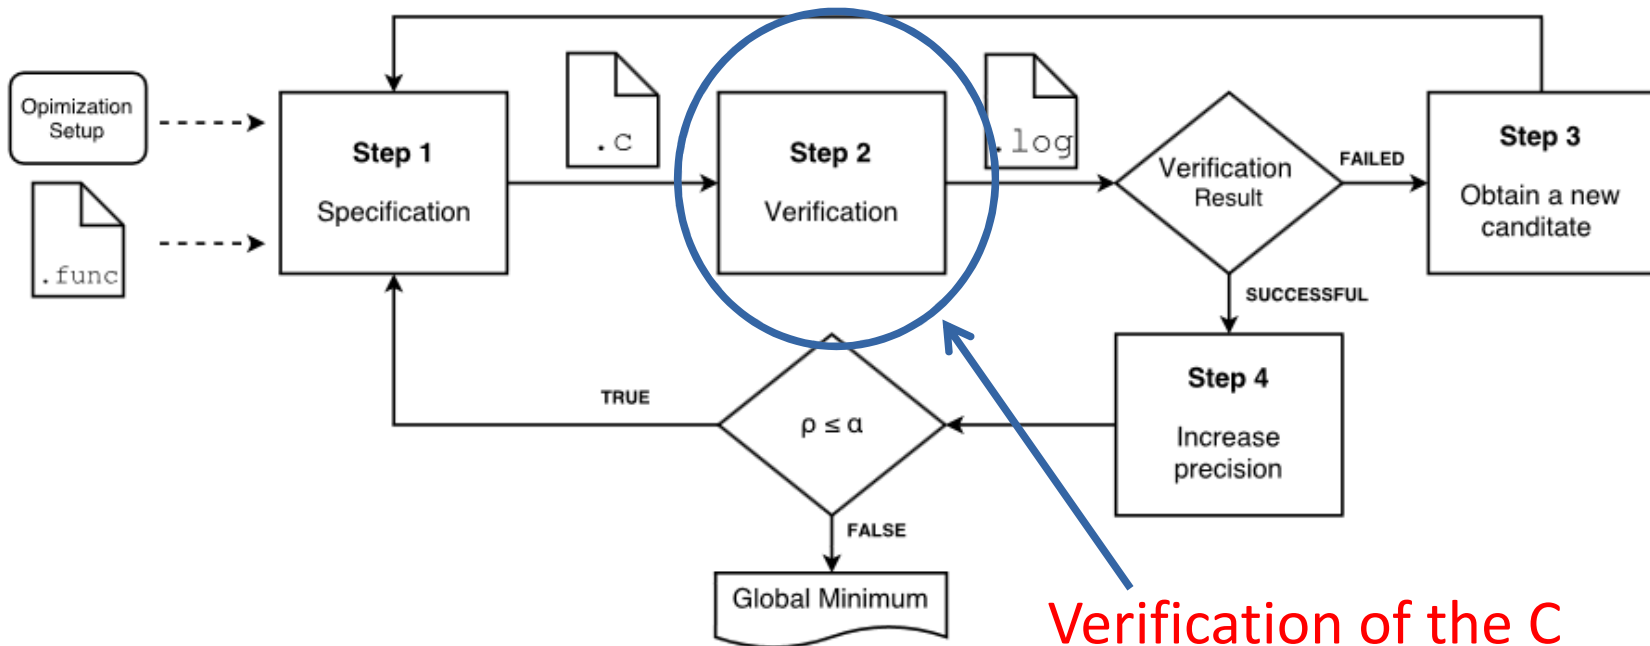 Opimization
Setup
.func
Step 1
Specification
.c
Step 2
Verification
.log
Verification
Result
FAILED
Step 3
Obtain a new
canditate
SUCCESSFUL
Step 4
Increase
precision
ρ ≤ α
TRUE
FALSE
Global Minimum
Verification of the C